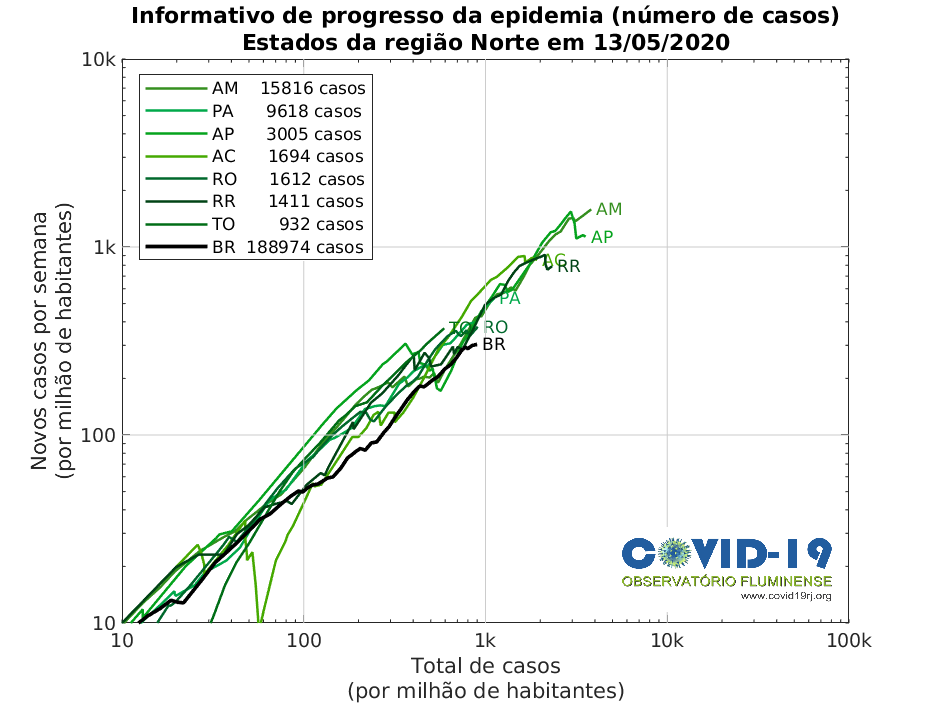 Informativo de progresso da epidemia (número de casos)
Estados da região Norte em 13/05/2020
10k
AM 15816 casos
PA 9618 casos
AP 3005 casos
AC 1694 casos
RO 1612 casos
RR 1411 casos
TO 932 casos
BR 188974 casos
AM
AP
1k
AC
RR
PA
TO
RO
BR
Novos casos por semana
(por milhão de habitantes)
100
COVID-19
OBSERVATÓRIO FLUMINENSE
www.covid19rj.org
10
10 100 1k 10k 100k
Total de casos
(por milhão de habitantes)